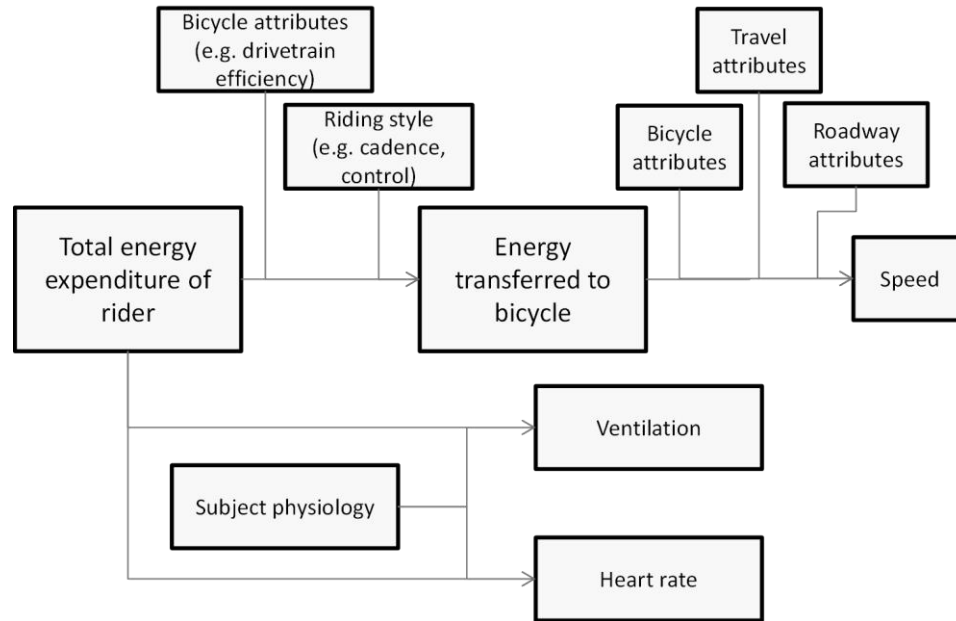 Bicycle attributes
(e.g. drivetrain
efficiency)
Riding style
(e.g. cadence,
control)
Travel
attributes
Bicycle
attributes
Roadway
attributes
Total energy
expenditure of
rider
Energy
transferred to
bicycle
Speed
Ventilation
Subject physiology
Heart rate